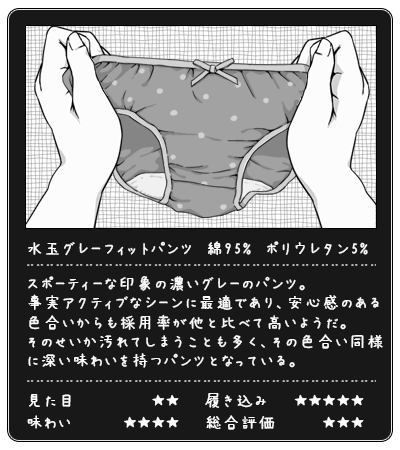 水玉グレーフィットパンツ 綿95% ポリウレタン5%
スポーティーな印象の濃いグレーのパンツ。
事実アクティブなシーンに最適であり、安心感のある
色合いからも採用率が他と比べて高いようだ。
そのせいか汚れてしまうことも多く、その色合い同様
に深い味わいを持つパンツとなっている。
見た目 ★★ 履き込み ★★★★★
味わい ★★★★ 総合評価 ★★★